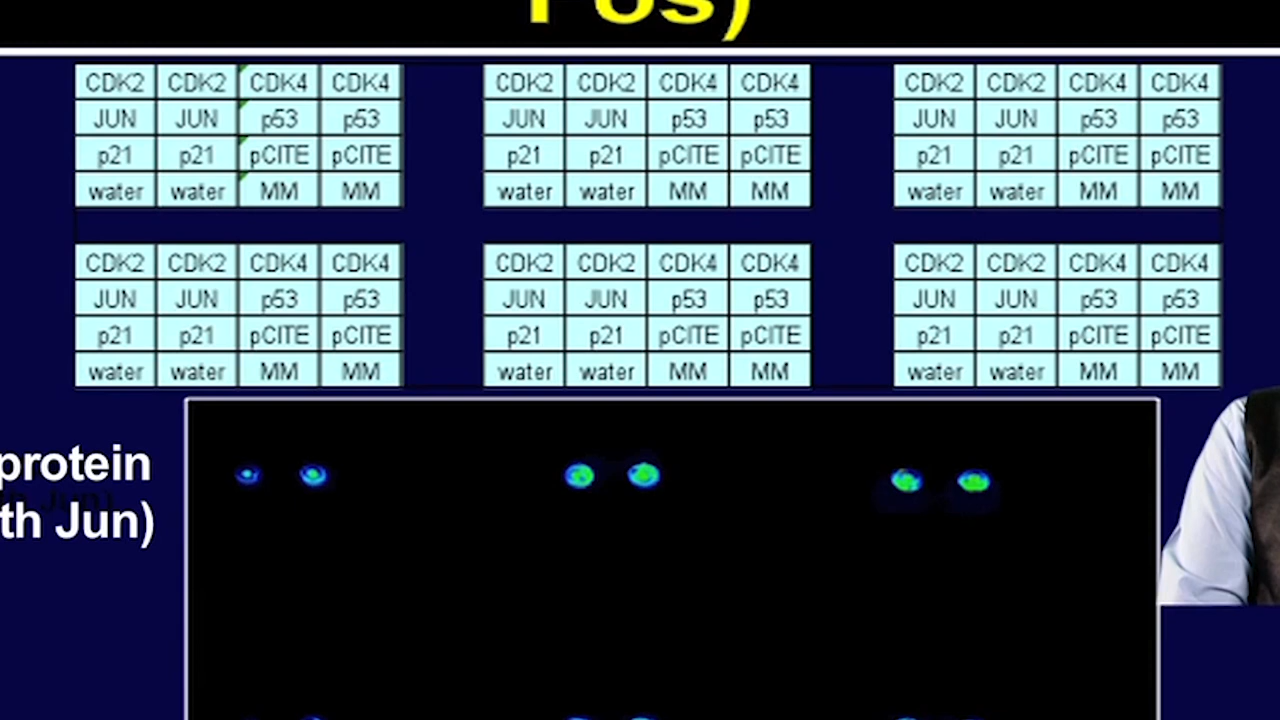 Fos)
CDK2 CDK2 CDK4 CDK4 CDK2 CDK2 CDK4 CDK4 CDK2 CDK2 CDK4 CDK4
JUN JUN p53 p53 JUN JUN p53 p53 JUN JUN p53 p53
p21 p21 pCITE pCITE p21 p21 pCITE pCITE p21 p21 pCITE pCITE
water water MM MM water water MM MM water water MM MM
CDK2 CDK2 CDK4 CDK4 CDK2 CDK2 CDK4 CDK4 CDK2 CDK2 CDK4 CDK4
JUN JUN p53 p53 JUN JUN p53 p53 JUN JUN p53 p53
p21 p21 pCITE pCITE p21 p21 pCITE pCITE p21 p21 pCITE pCITE
water water MM MM water water MM MM water water MM MM
protein
th Jun)